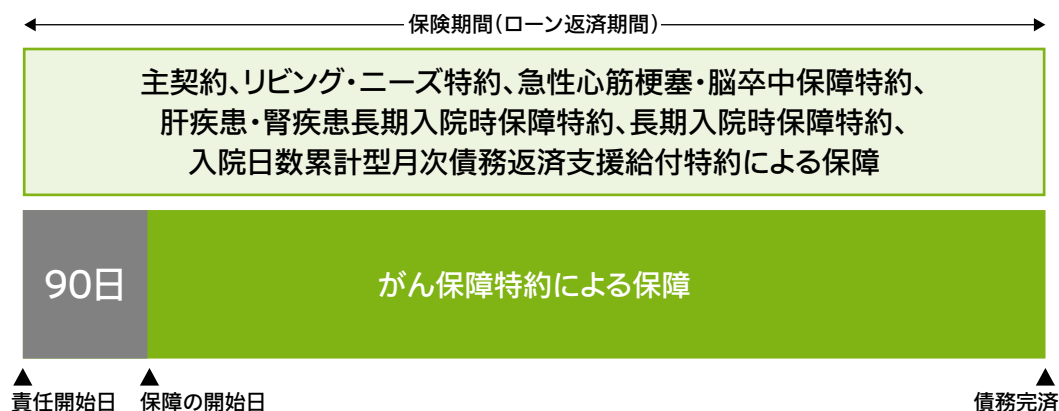 保険期間(ローン返済期間)
主契約、リビング・ニーズ特約、急性心筋梗塞・脳卒中保障特約、
肝疾患・腎疾患長期入院時保障特約、長期入院時保障特約、
入院日数累計型月次債務返済支援給付特約による保障
90日
がん保障特約による保障
責任開始日 保障の開始日 債務完済